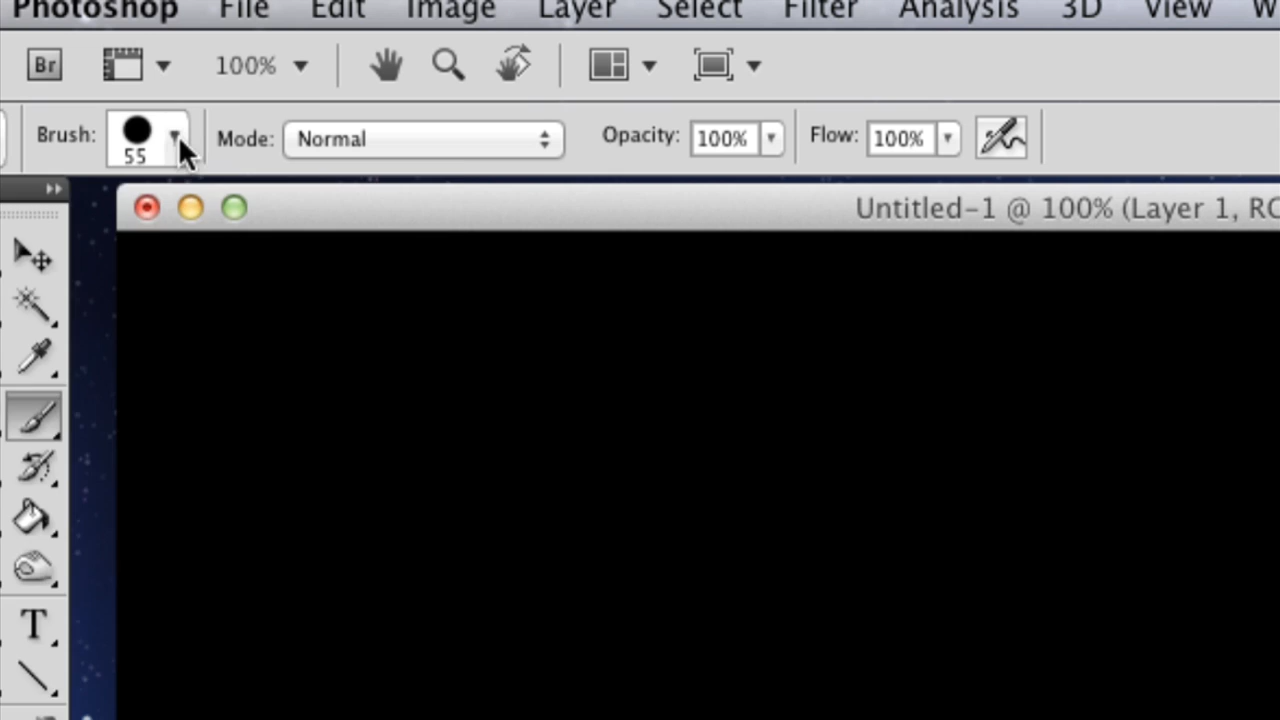 Photoshop File Edit Image Layer Select Filter Analysis 3D View W
Br 100%
Brush: 55 Mode: Normal Opacity: 100% Flow: 100%
Untitled-1 @ 100% (Layer 1, RG
T